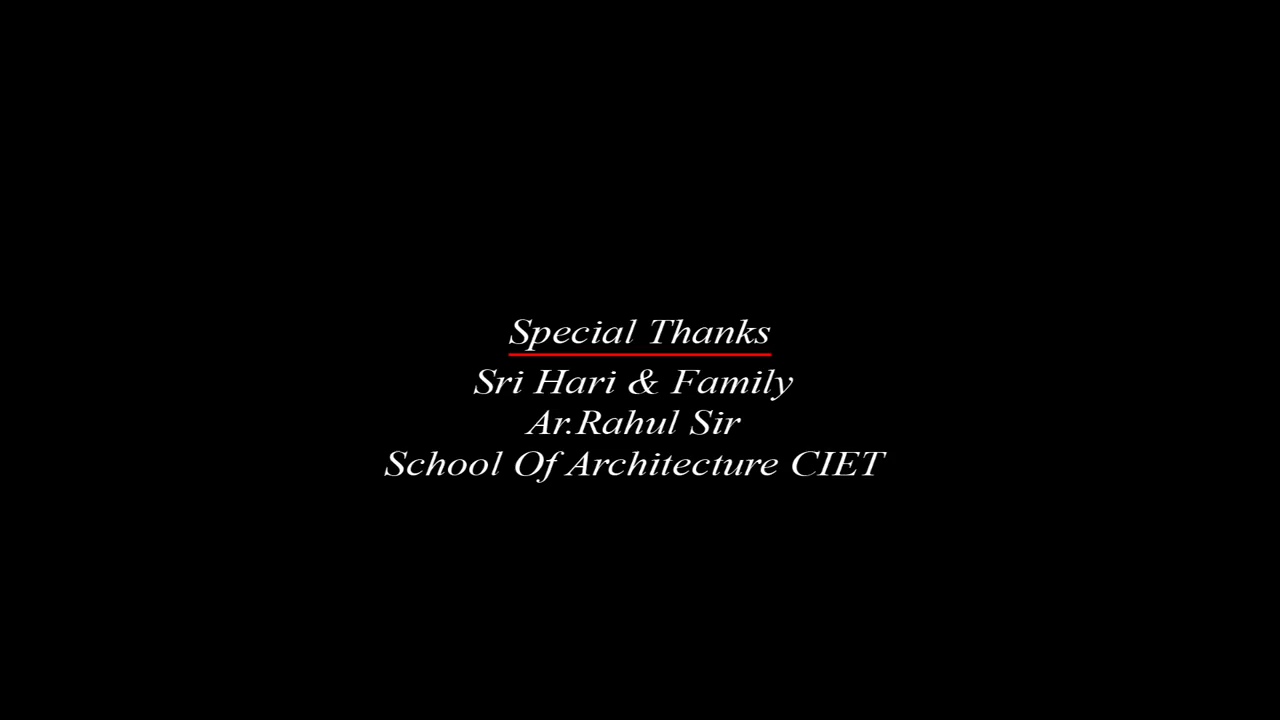 Special Thanks
Sri Hari & Family
Ar.Rahul Sir
School Of Architecture CIET